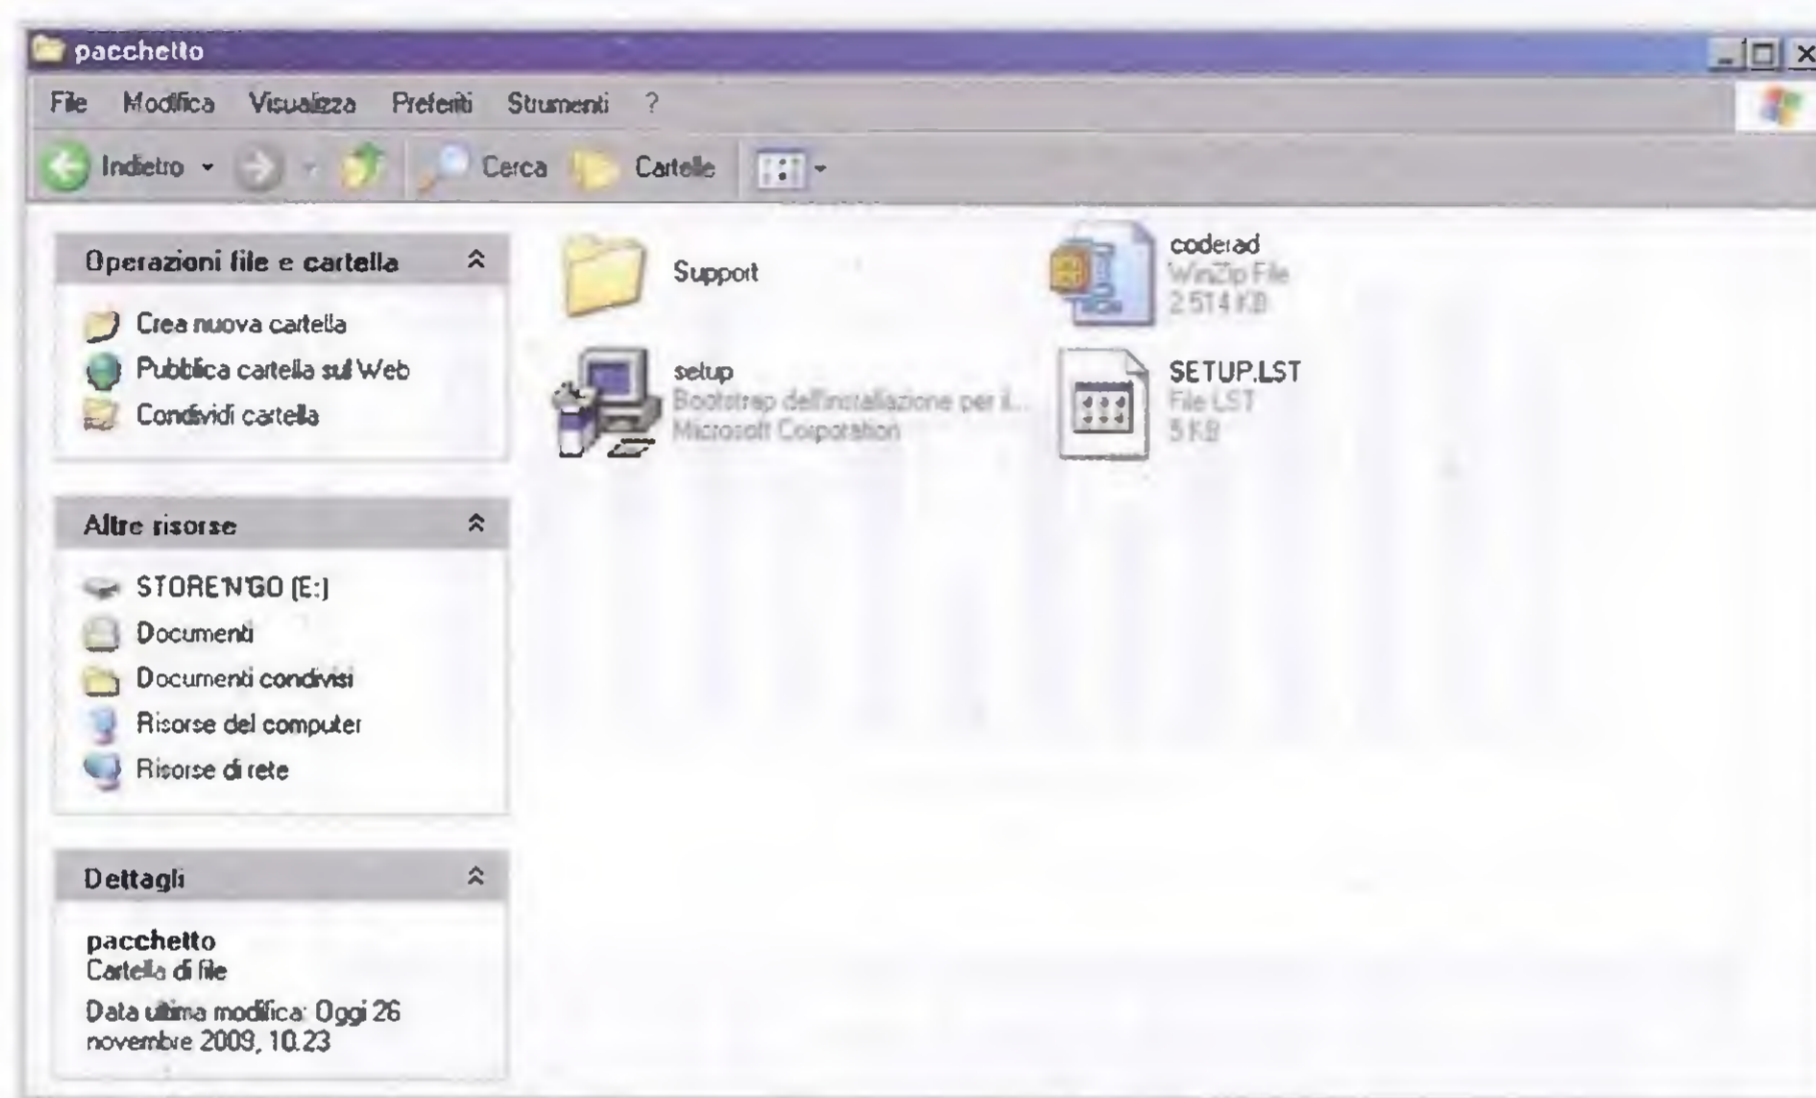 pacchetto
File Modifica Visualizza Preferiti Strumenti ?
Indietro Cerca Cartelle
Operazioni file e cartella
Crea nuova cartella
Pubblica cartella sul Web
Condividi cartella
Altre risorse
STORE'N'GO (E:)
Documenti
Documenti condivisi
Risorse del computer
Risorse di rete
Dettagli
pacchetto
Cartella di file
Data ultima modifica: Oggi 26
novembre 2009, 10.23
Support
coderad
WinZip File
2.514 KB
setup
Bootstrap dell'installazione per il...
Microsoft Corporation
SETUP.LST
File LST
5 KB